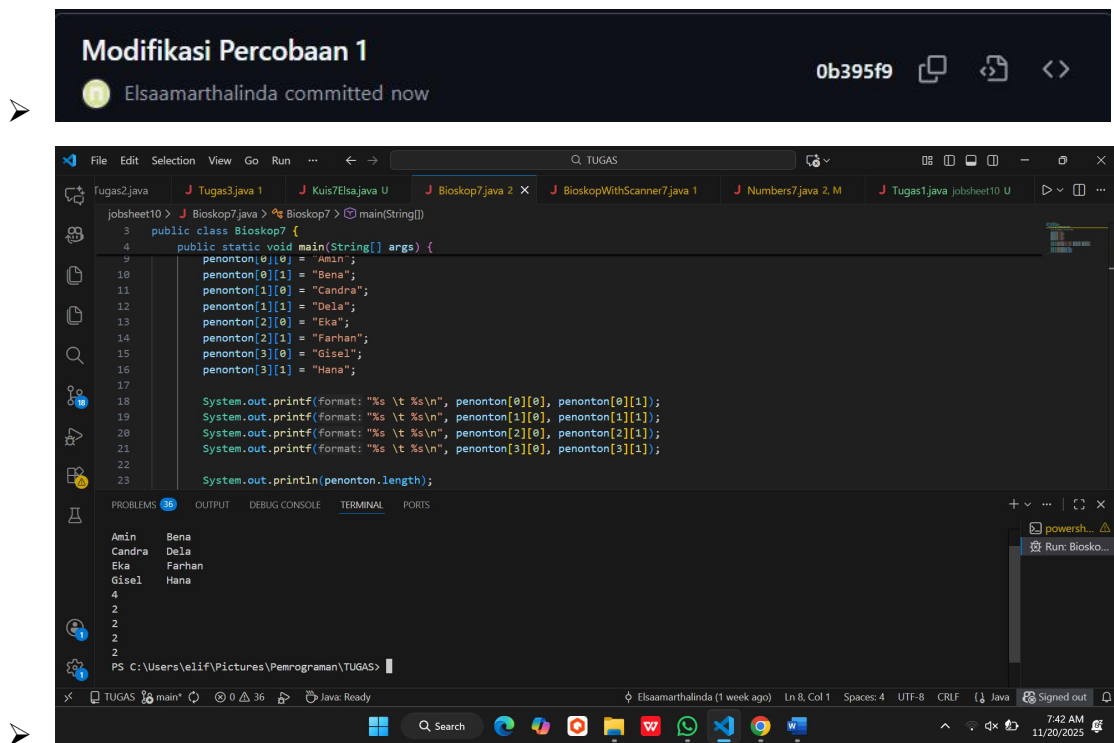 Modifikasi Percobaan 1
Elsaamarthalinda committed now
0b395f9
➤
File Edit Selection View Go Run ··· ← → TUGAS
Tugas2.java J Tugas3.java 1 J Kuis7Elsa.java U J Bioskop7.java 2 J BioskopWithScanner7.java 1 J Numbers7.java 2, M J Tugas1.java jobsheet10 U
jobsheet10 > J Bioskop7.java > Bioskop7 > main(String[])
3 public class Bioskop7 {
4 public static void main(String[] args) {
9 penonton[0][0] = "Amin";
10 penonton[0][1] = "Bena";
11 penonton[1][0] = "Candra";
12 penonton[1][1] = "Dela";
13 penonton[2][0] = "Eka";
14 penonton[2][1] = "Farhan";
15 penonton[3][0] = "Gisel";
16 penonton[3][1] = "Hana";
17
18 System.out.printf(format: "%s \t %s\n", penonton[0][0], penonton[0][1]);
19 System.out.printf(format: "%s \t %s\n", penonton[1][0], penonton[1][1]);
20 System.out.printf(format: "%s \t %s\n", penonton[2][0], penonton[2][1]);
21 System.out.printf(format: "%s \t %s\n", penonton[3][0], penonton[3][1]);
22
23 System.out.println(penonton.length);
18
PROBLEMS 36 OUTPUT DEBUG CONSOLE TERMINAL PORTS
powersh...
Run: Biosko...
Amin Bena
Candra Dela
Eka Farhan
Gisel Hana
4
2
2
2
2
PS C:\Users\elif\Pictures\Pemrograman\TUGAS>
1
1
TUGAS main* 0 36 Java: Ready Elsaamarthalinda (1 week ago) Ln 8, Col 1 Spaces: 4 UTF-8 CRLF {} Java Signed out
Search W W 7:42 AM
11/20/2025
➤